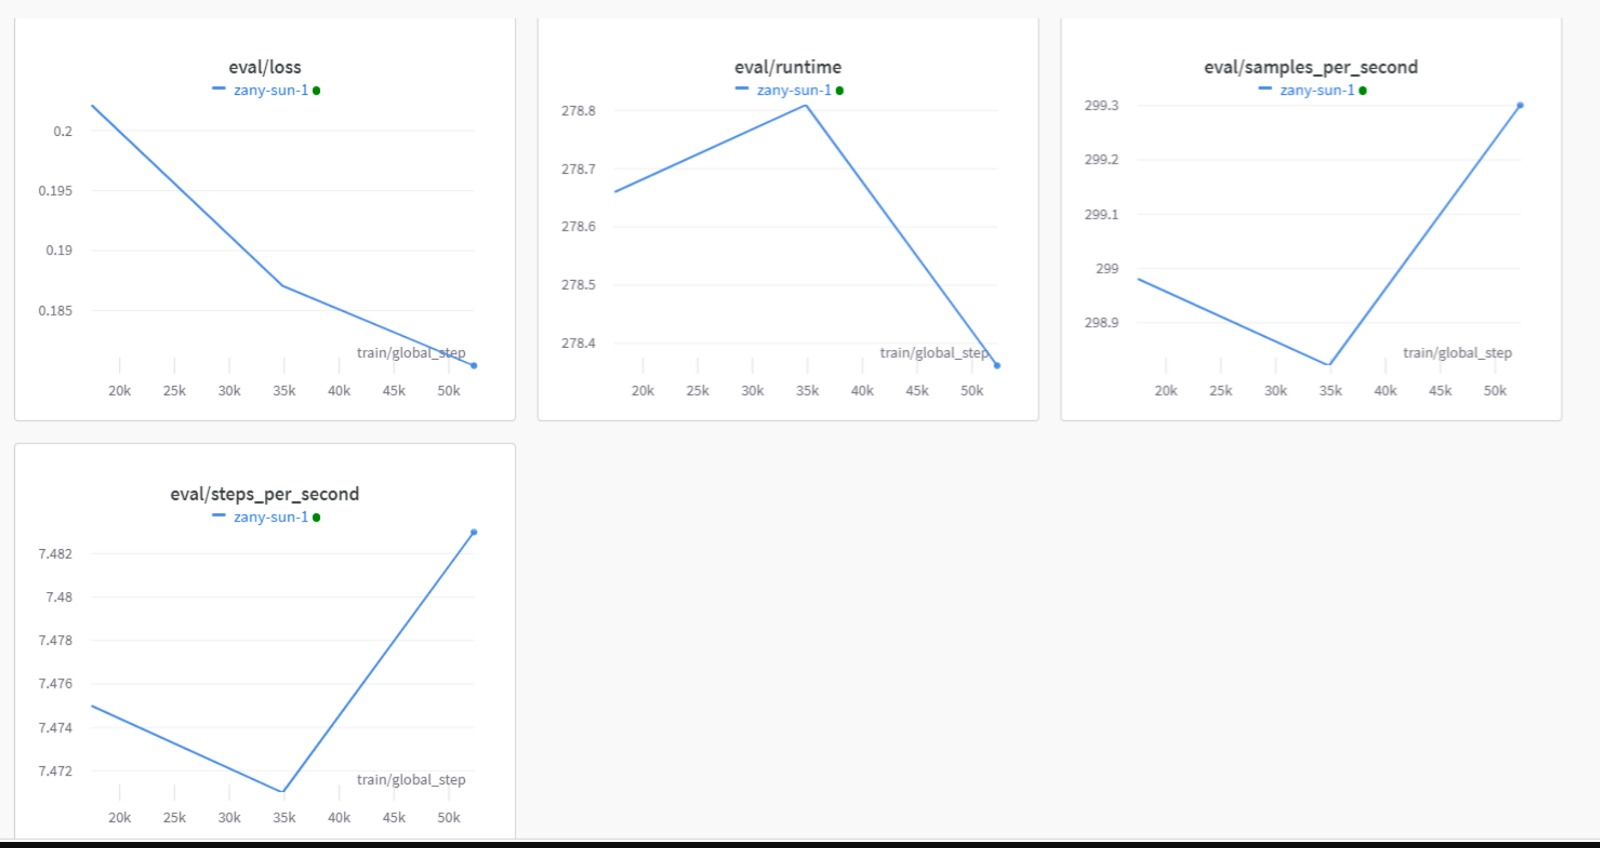 eval/loss
zany-sun-1
0.2
0.195
0.19
0.185
train/global_step
20k 25k 30k 35k 40k 45k 50k
eval/runtime
zany-sun-1
278.8
278.7
278.6
278.5
278.4
train/global_step
20k 25k 30k 35k 40k 45k 50k
eval/samples_per_second
zany-sun-1
299.3
299.2
299.1
299
298.9
train/global_step
20k 25k 30k 35k 40k 45k 50k
eval/steps_per_second
zany-sun-1
7.482
7.48
7.478
7.476
7.474
7.472
train/global_step
20k 25k 30k 35k 40k 45k 50k